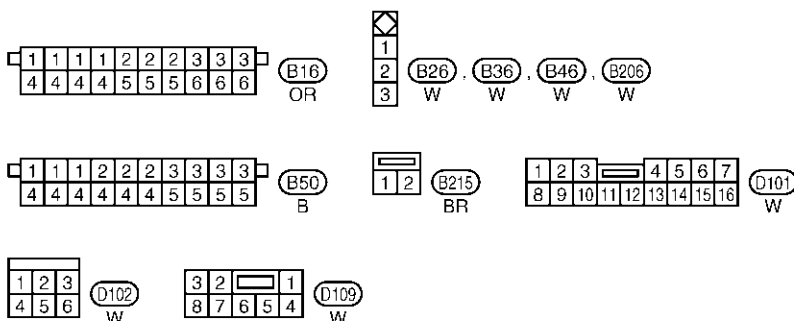 1 1 1 1 2 2 2 3 3 3
4 4 4 4 5 5 5 6 6 6
B16
OR
1
2
3
B26 , B36 , B46 , B206
W W W W
1 1 1 2 2 2 3 3 3 3
4 4 4 4 4 4 4 5 5 5 5
B50
B
1 2
B215
BR
1 2 3 4 5 6 7
8 9 10 11 12 13 14 15 16
D101
W
1 2 3
4 5 6
D102
W
3 2 1
8 7 6 5 4
D109
W